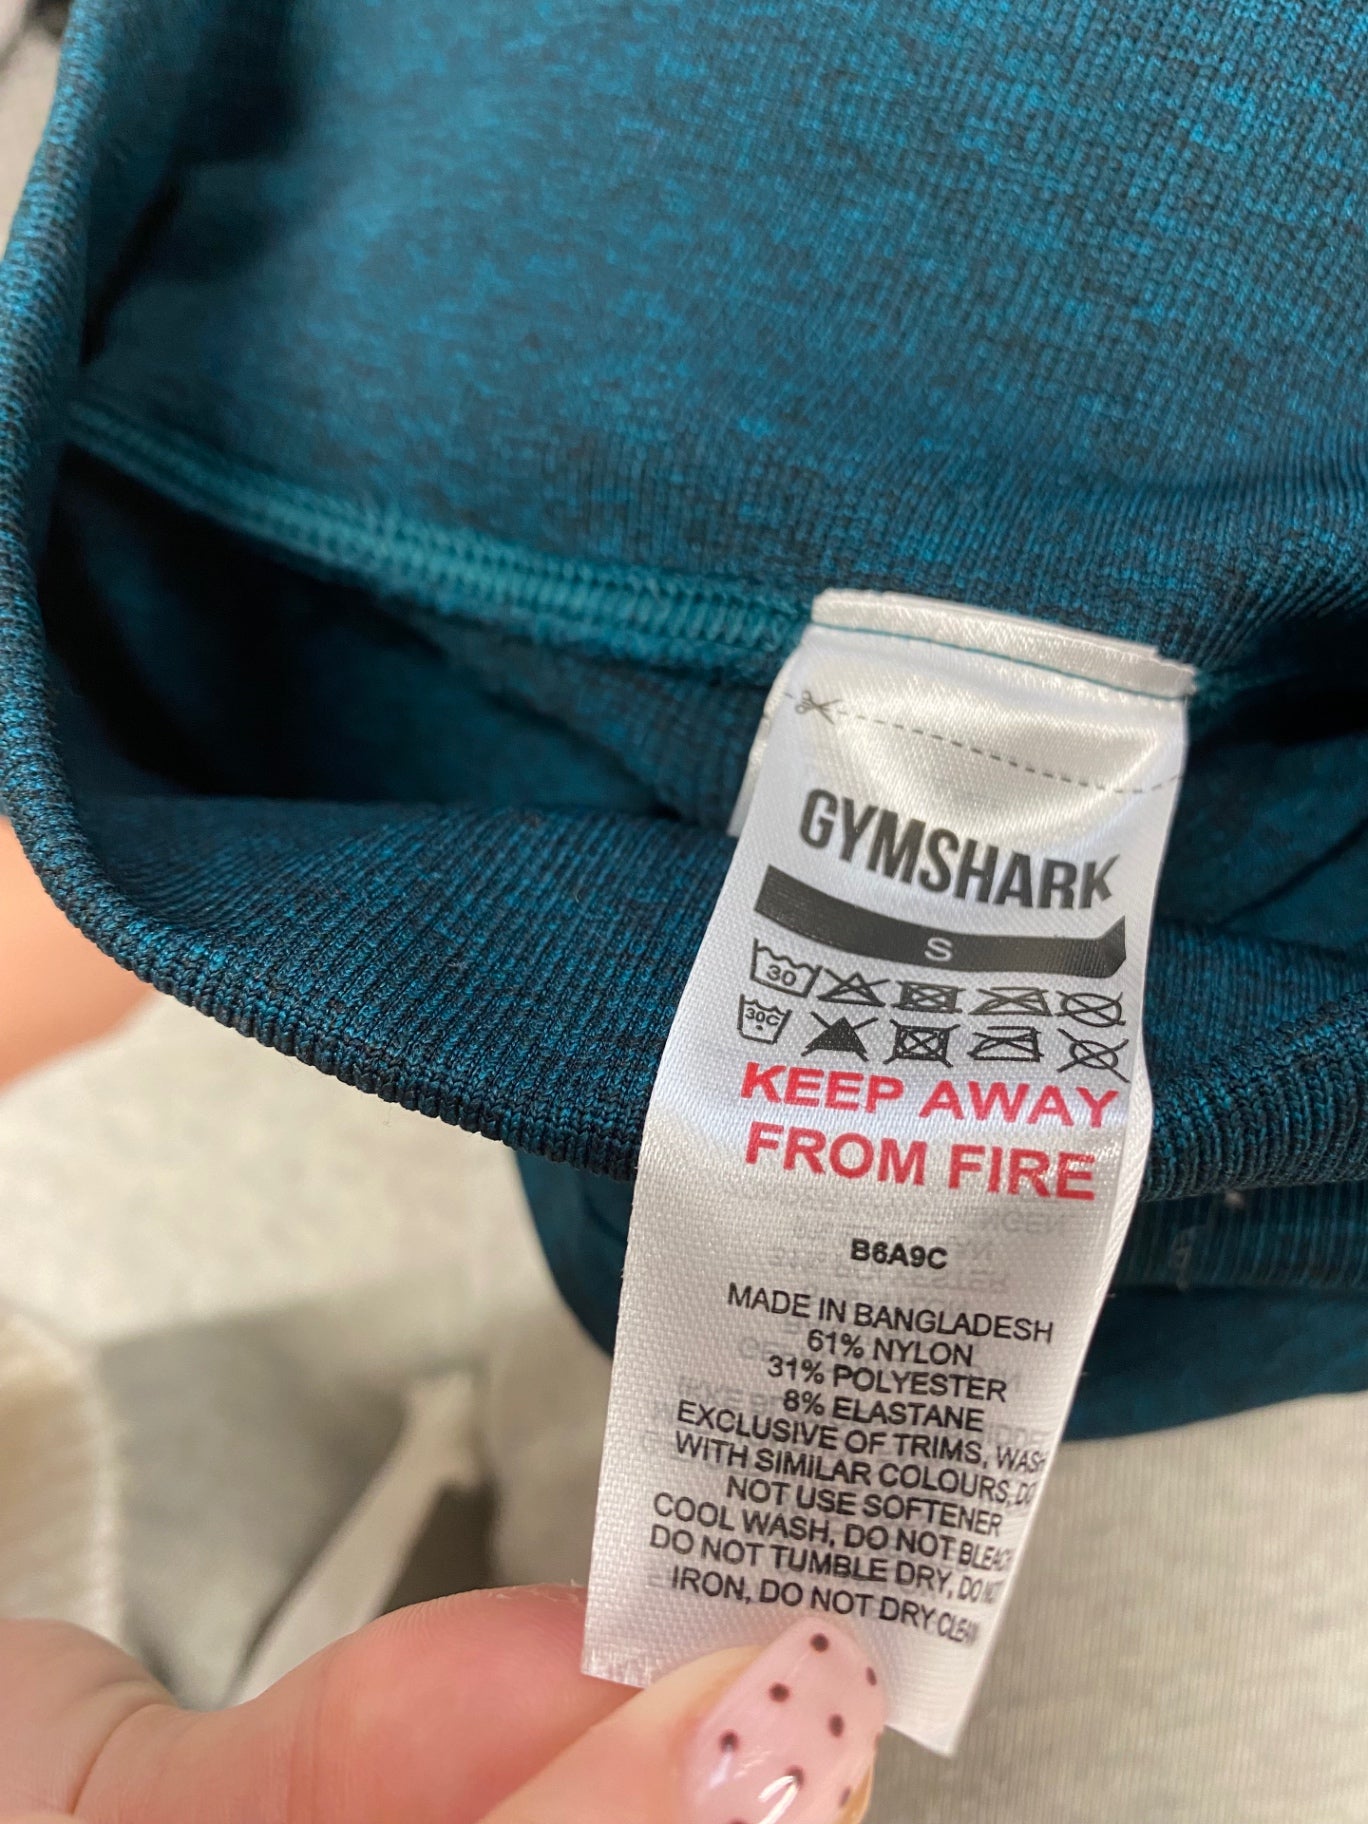 GYMSHARK
S
30
30C
KEEP AWAY
FROM FIRE
B6A9C
MADE IN BANGLADESH
61% NYLON
31% POLYESTER
8% ELASTANE
EXCLUSIVE OF TRIMS, WASH
WITH SIMILAR COLOURS, DO
NOT USE SOFTENER
COOL WASH, DO NOT BLEACH
DO NOT TUMBLE DRY, DO NOT
IRON, DO NOT DRY CLEAN